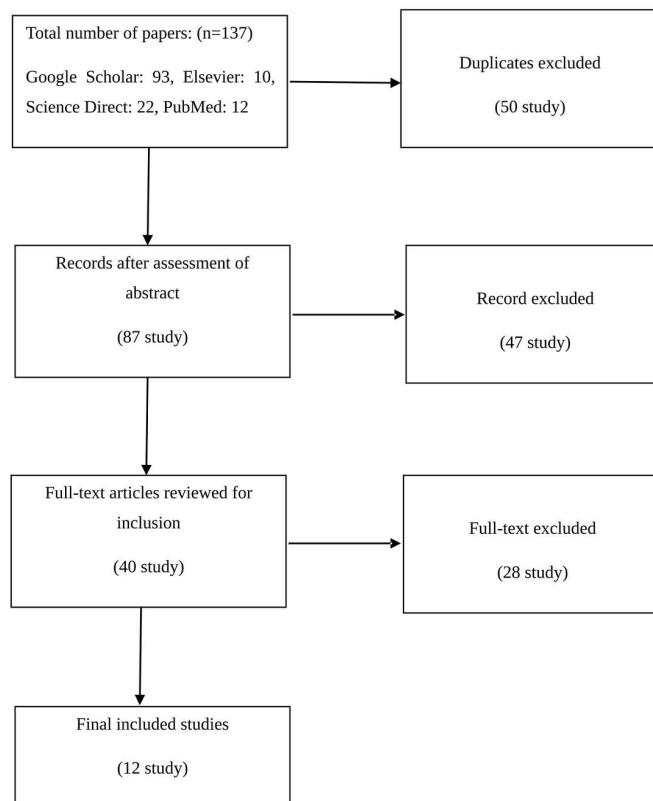 Total number of papers: (n=137)
Google Scholar: 93, Elsevier: 10,
Science Direct: 22, PubMed: 12
Duplicates excluded
(50 study)
Records after assessment of
abstract
(87 study)
Record excluded
(47 study)
Full-text articles reviewed for
inclusion
(40 study)
Full-text excluded
(28 study)
Final included studies
(12 study)